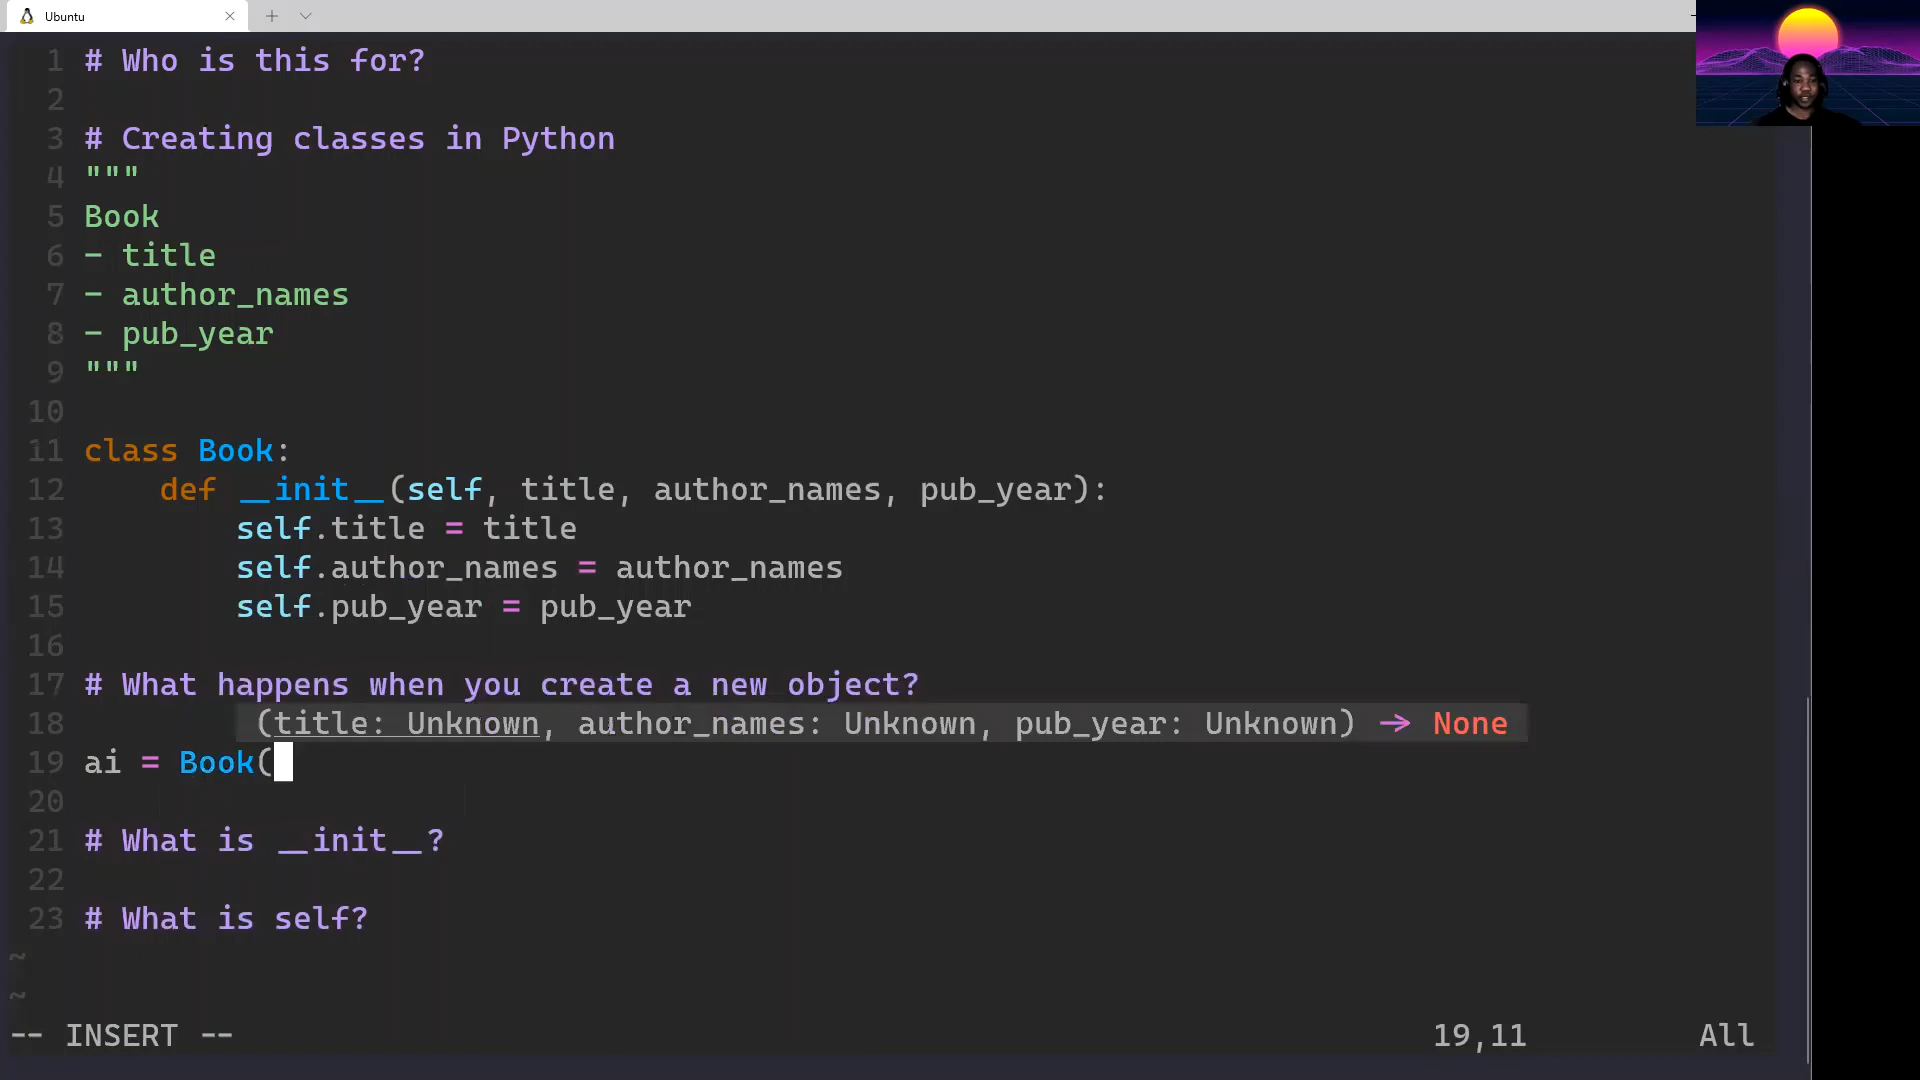 Ubuntu
1 # Who is this for?
2
3 # Creating classes in Python
4 """
5 Book
6 - title
7 - author_names
8 - pub_year
9 """
10
11 class Book:
12     def __init__(self, title, author_names, pub_year):
13         self.title = title
14         self.author_names = author_names
15         self.pub_year = pub_year
16
17 # What happens when you create a new object?
18 (title: Unknown, author_names: Unknown, pub_year: Unknown) → None
19 ai = Book(
20
21 # What is __init__?
22
23 # What is self?
~
~
-- INSERT -- 19,11 All